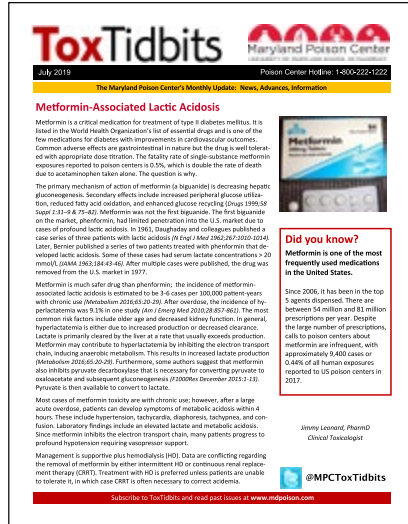 ToxTidbits
Maryland Poison Center
July 2019
Poison Center Hotline: 1-800-222-1222
The Maryland Poison Center's Monthly Update: News, Advances, Information
Metformin-Associated Lactic Acidosis
Metformin is a critical medication for treatment of type II diabetes mellitus. It is
listed in the World Health Organization's list of essential drugs and is one of the
few medications for diabetes with improvements in cardiovascular outcomes.
Common adverse effects are gastrointestinal in nature but the drug is well tolerat-
ed with appropriate dose titration. The fatality rate of single-substance metformin
exposures reported to poison centers is 0.5%, which is double the rate of death
due to acetaminophen taken alone. The question is why.
The primary mechanism of action of metformin (a biguanide) is decreasing hepatic
gluconeogenesis. Secondary effects include increased peripheral glucose utiliza-
tion, reduced fatty acid oxidation, and enhanced glucose recycling (Drugs 1999;58
Suppl 1:31–9 & 75–82). Metformin was not the first biguanide. The first biguanide
on the market, phenformin, had limited penetration into the U.S. market due to
cases of profound lactic acidosis. In 1961, Daughaday and colleagues published a
case series of three patients with lactic acidosis (N Engl J Med 1962;267:1010-1014).
Later, Bernier published a series of two patients treated with phenformin that de-
veloped lactic acidosis. Some of these cases had serum lactate concentrations > 20
mmol/L (JAMA 1963;184:43-46). After multiple cases were published, the drug was
removed from the U.S. market in 1977.
Metformin is much safer drug than phenformin; the incidence of metformin-
associated lactic acidosis is estimated to be 3-6 cases per 100,000 patient-years
with chronic use (Metabolism 2016;65:20-29). After overdose, the incidence of hy-
perlactatemia was 9.1% in one study (Am J Emerg Med 2010;28:857-861). The most
common risk factors include older age and decreased kidney function. In general,
hyperlactatemia is either due to increased production or decreased clearance.
Lactate is primarily cleared by the liver at a rate that usually exceeds production.
Metformin may contribute to hyperlactatemia by inhibiting the electron transport
chain, inducing anaerobic metabolism. This results in increased lactate production
(Metabolism 2016;65:20-29). Furthermore, some authors suggest that metformin
also inhibits pyruvate decarboxylase that is necessary for converting pyruvate to
oxaloacetate and subsequent gluconeogenesis (F1000Res December 2015:1-13).
Pyruvate is then available to convert to lactate.
Most cases of metformin toxicity are with chronic use; however, after a large
acute overdose, patients can develop symptoms of metabolic acidosis within 4
hours. These include hypertension, tachycardia, diaphoresis, tachypnea, and con-
fusion. Laboratory findings include an elevated lactate and metabolic acidosis.
Since metformin inhibits the electron transport chain, many patients progress to
profound hypotension requiring vasopressor support.
Management is supportive plus hemodialysis (HD). Data are conflicting regarding
the removal of metformin by either intermittent HD or continuous renal replace-
ment therapy (CRRT). Treatment with HD is preferred unless patients are unable
to tolerate it, in which case CRRT is often necessary to correct acidemia.
Metformin
Did you know?
Metformin is one of the most
frequently used medications
in the United States.
Since 2006, it has been in the top
5 agents dispensed. There are
between 54 million and 81 million
prescriptions per year. Despite
the large number of prescriptions,
calls to poison centers about
metformin are infrequent, with
approximately 9,400 cases or
0.44% of all human exposures
reported to US poison centers in
2017.
Jimmy Leonard, PharmD
Clinical Toxicologist
@MPCToxTidbits
Subscribe to ToxTidbits and read past issues at www.mdpoison.com